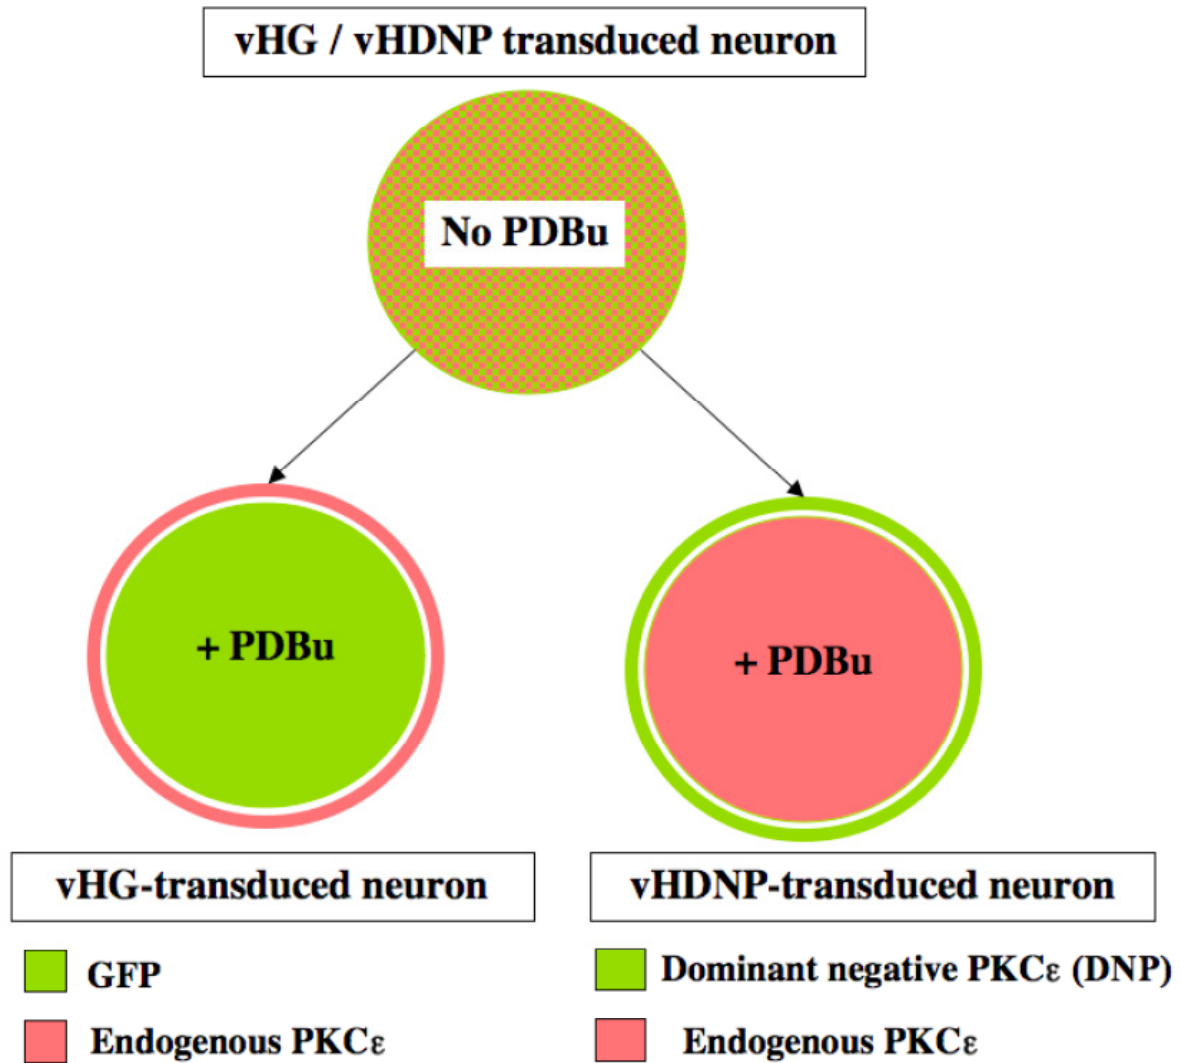 vHG / vHDNP transduced neuron
No PDBu
+ PDBu
+ PDBu
vHG-transduced neuron
vHDNP-transduced neuron
GFP
Dominant negative PKCε (DNP)
Endogenous PKCε
Endogenous PKCε